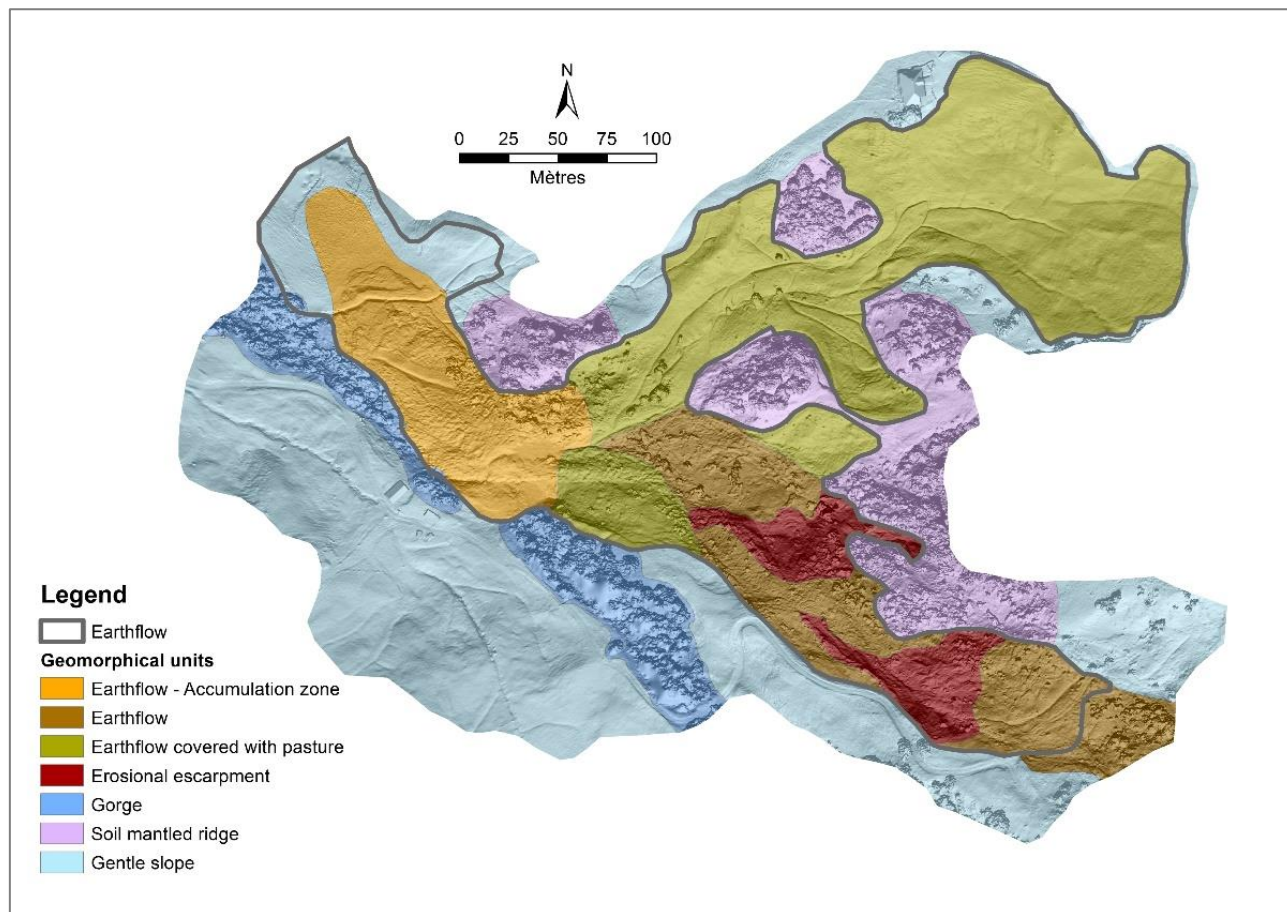 N
0 25 50 75 100
Mètres
Legend
Earthflow
Geomorphical units
Earthflow - Accumulation zone
Earthflow
Earthflow covered with pasture
Erosional escarpment
Gorge
Soil mantled ridge
Gentle slope